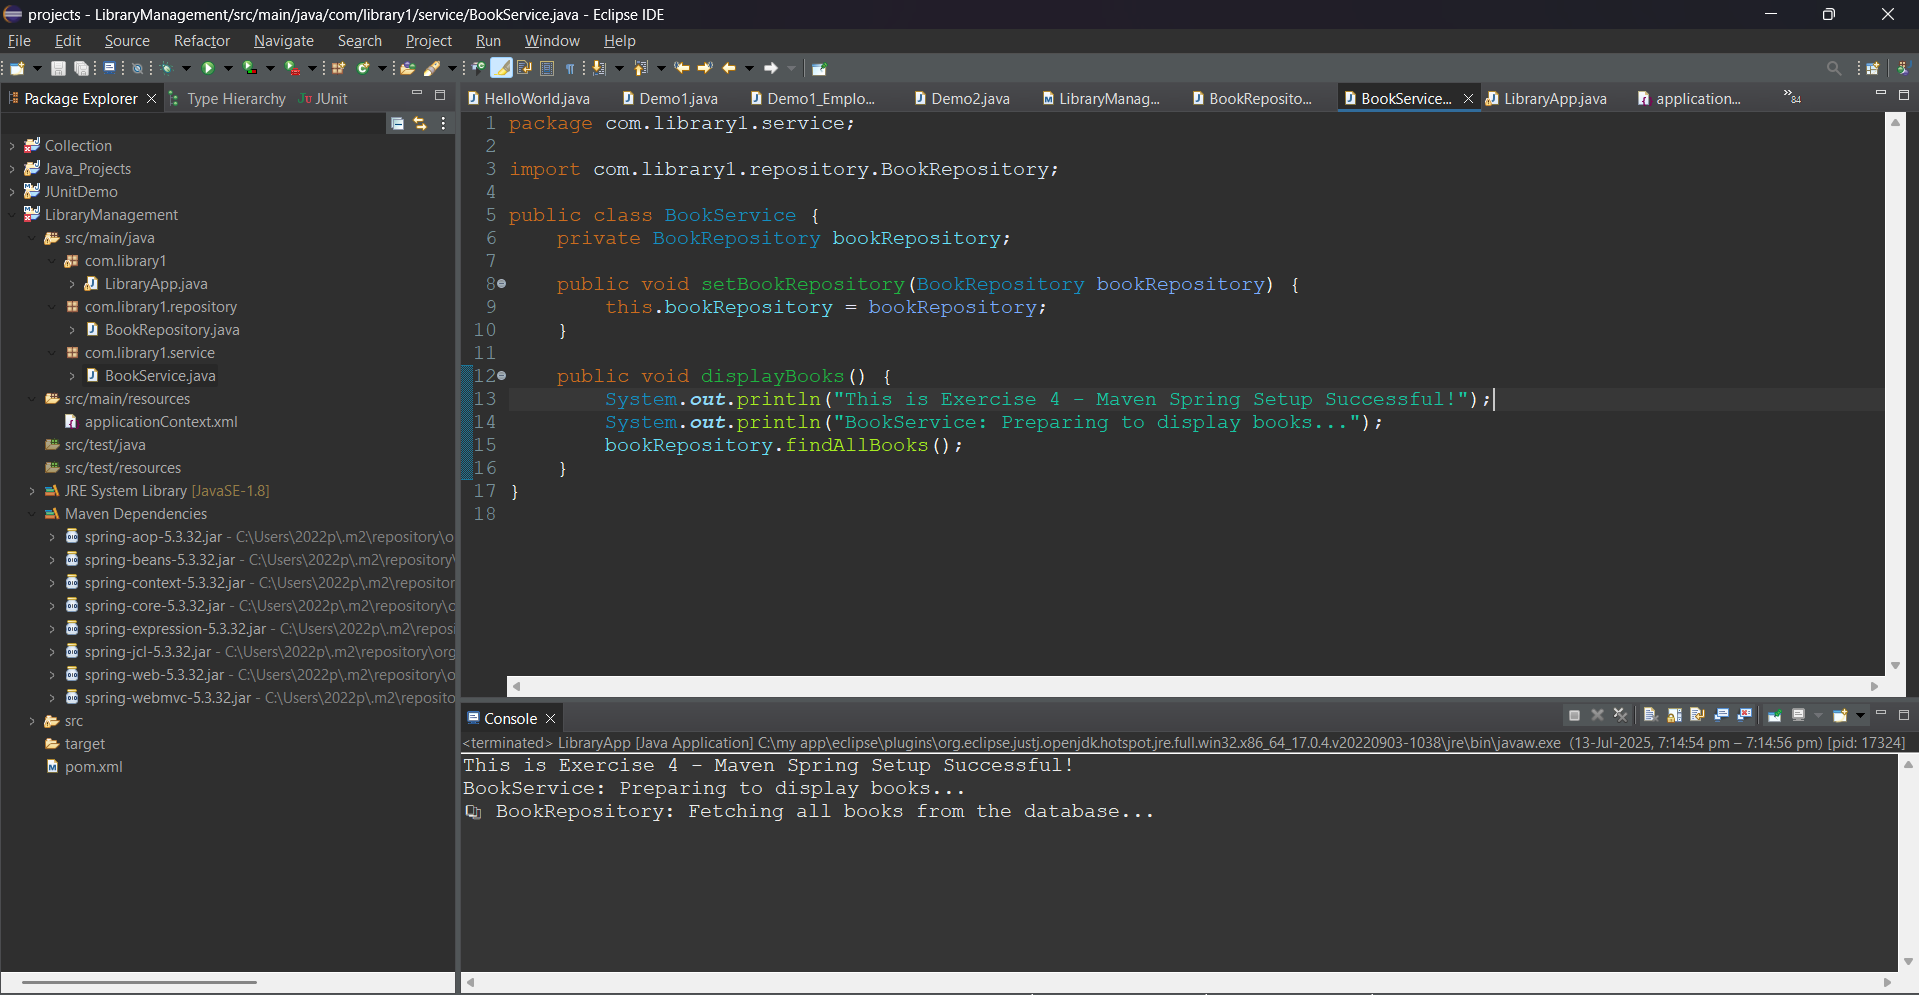 projects - LibraryManagement/src/main/java/com/library1/service/BookService.java - Eclipse IDE
File Edit Source Refactor Navigate Search Project Run Window Help
Package Explorer Type Hierarchy JUnit
HelloWorld.java Demo1.java Demo1_Emplo... Demo2.java LibraryManag... BookReposito... BookService... LibraryApp.java application... »84
Collection
Java_Projects
JUnitDemo
LibraryManagement
src/main/java
com.library1
LibraryApp.java
com.library1.repository
BookRepository.java
com.library1.service
BookService.java
src/main/resources
applicationContext.xml
src/test/java
src/test/resources
JRE System Library [JavaSE-1.8]
Maven Dependencies
spring-aop-5.3.32.jar - C:\Users\2022p\.m2\repository\o
spring-beans-5.3.32.jar - C:\Users\2022p\.m2\repository\
spring-context-5.3.32.jar - C:\Users\2022p\.m2\repositor
spring-core-5.3.32.jar - C:\Users\2022p\.m2\repository\c
spring-expression-5.3.32.jar - C:\Users\2022p\.m2\reposi
spring-jcl-5.3.32.jar - C:\Users\2022p\.m2\repository\org
spring-web-5.3.32.jar - C:\Users\2022p\.m2\repository\o
spring-webmvc-5.3.32.jar - C:\Users\2022p\.m2\reposito
src
target
pom.xml
1 package com.library1.service;
2
3 import com.library1.repository.BookRepository;
4
5 public class BookService {
6     private BookRepository bookRepository;
7
8     public void setBookRepository(BookRepository bookRepository) {
9         this.bookRepository = bookRepository;
10     }
11
12     public void displayBooks() {
13         System.out.println("This is Exercise 4 - Maven Spring Setup Successful!");
14         System.out.println("BookService: Preparing to display books...");
15         bookRepository.findAllBooks();
16     }
17 }
18
Console
<terminated> LibraryApp [Java Application] C:\my app\eclipse\plugins\org.eclipse.justj.openjdk.hotspot.jre.full.win32.x86_64_17.0.4.v20220903-1038\jre\bin\javaw.exe (13-Jul-2025, 7:14:54 pm – 7:14:56 pm) [pid: 17324]
This is Exercise 4 - Maven Spring Setup Successful!
BookService: Preparing to display books...
BookRepository: Fetching all books from the database...